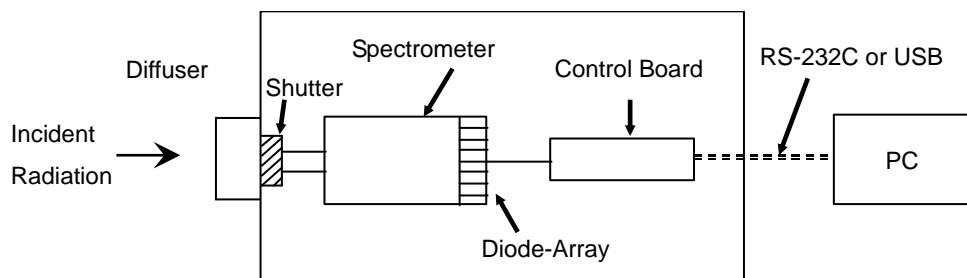 Spectrometer
Diffuser
Shutter
Control Board
RS-232C or USB
Incident
Radiation
PC
Diode-Array